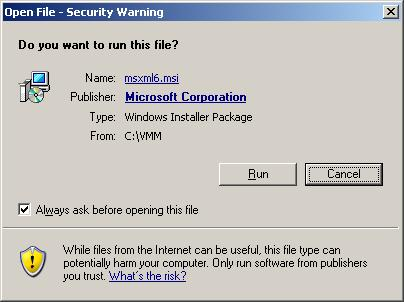 Open File - Security Warning
Do you want to run this file?
Name: msxml6.msi
Publisher: Microsoft Corporation
Type: Windows Installer Package
From: C:\VMM
Run Cancel
Always ask before opening this file
While files from the Internet can be useful, this file type can
potentially harm your computer. Only run software from publishers
you trust. What's the risk?